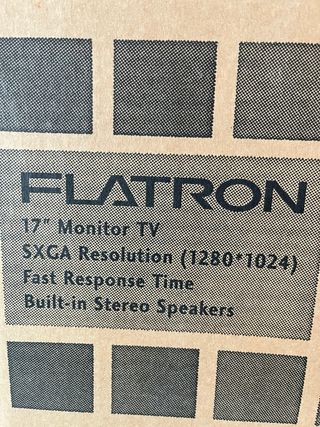 FLATRON
17" Monitor TV
SXGA Resolution (1280*1024)
Fast Response Time
Built-in Stereo Speakers